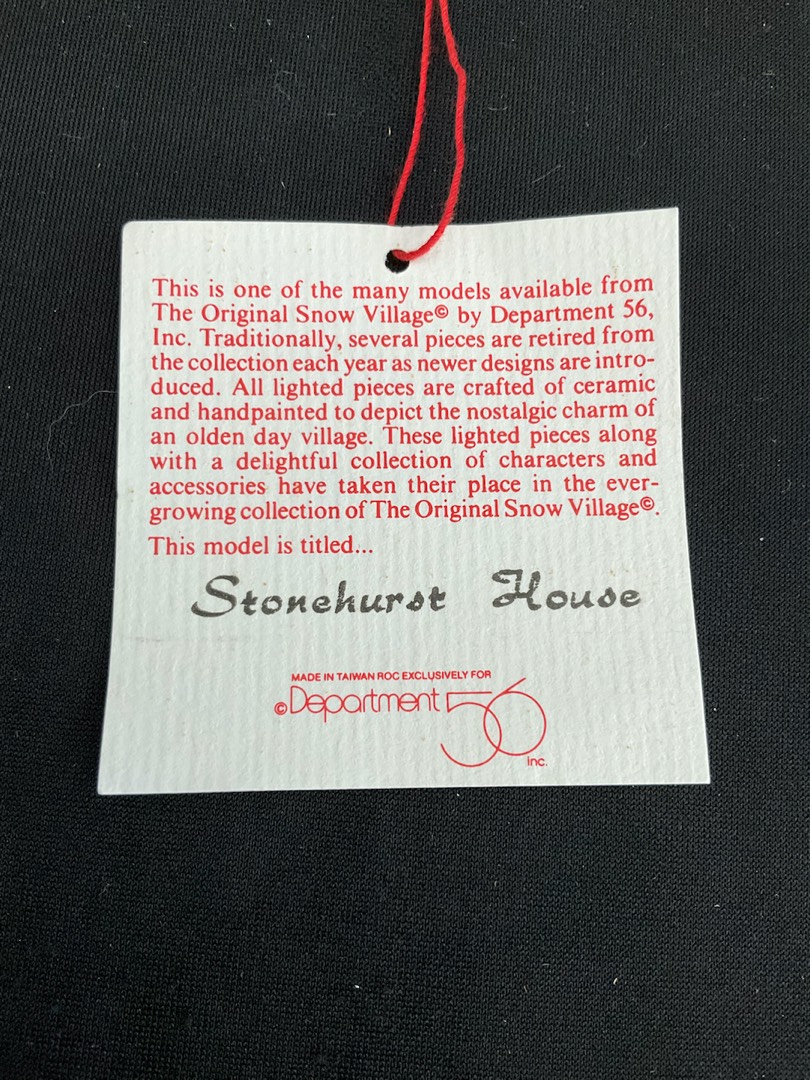 This is one of the many models available from
The Original Snow Village© by Department 56,
Inc. Traditionally, several pieces are retired from
the collection each year as newer designs are intro-
duced. All lighted pieces are crafted of ceramic
and handpainted to depict the nostalgic charm of
an olden day village. These lighted pieces along
with a delightful collection of characters and
accessories have taken their place in the ever-
growing collection of The Original Snow Village©.
This model is titled...
Stonehurst House
MADE IN TAIWAN ROC EXCLUSIVELY FOR
©Department 56
inc.